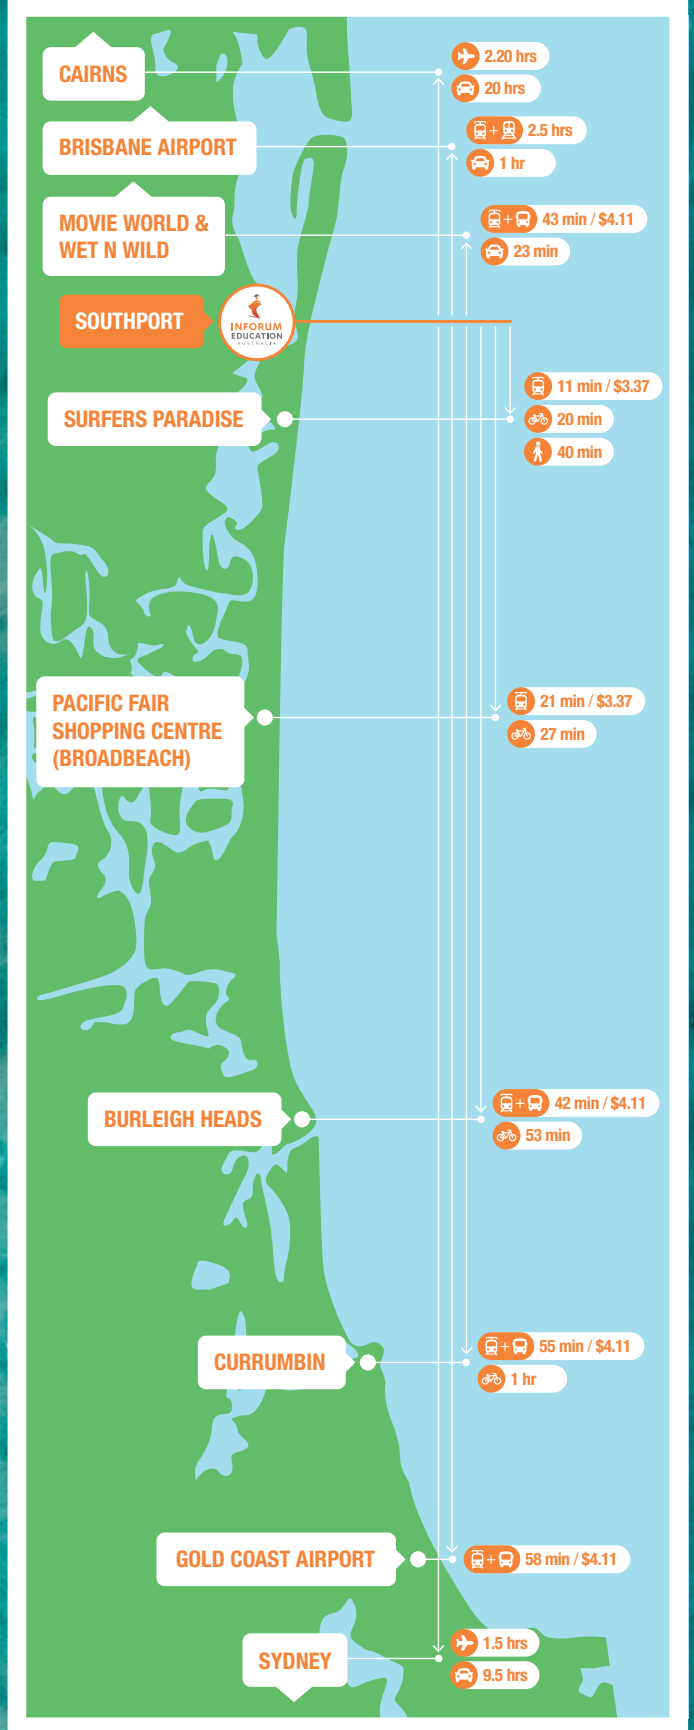 CAIRNS
2.20 hrs
20 hrs
BRISBANE AIRPORT
+ 2.5 hrs
1 hr
MOVIE WORLD &
WET N WILD
+ 43 min / $4.11
23 min
SOUTHPORT
INFORUM
EDUCATION
AUSTRALIA
SURFERS PARADISE
11 min / $3.37
20 min
40 min
PACIFIC FAIR
SHOPPING CENTRE
(BROADBEACH)
21 min / $3.37
27 min
BURLEIGH HEADS
+ 42 min / $4.11
53 min
CURRUMBIN
+ 55 min / $4.11
1 hr
GOLD COAST AIRPORT
+ 58 min / $4.11
SYDNEY
1.5 hrs
9.5 hrs